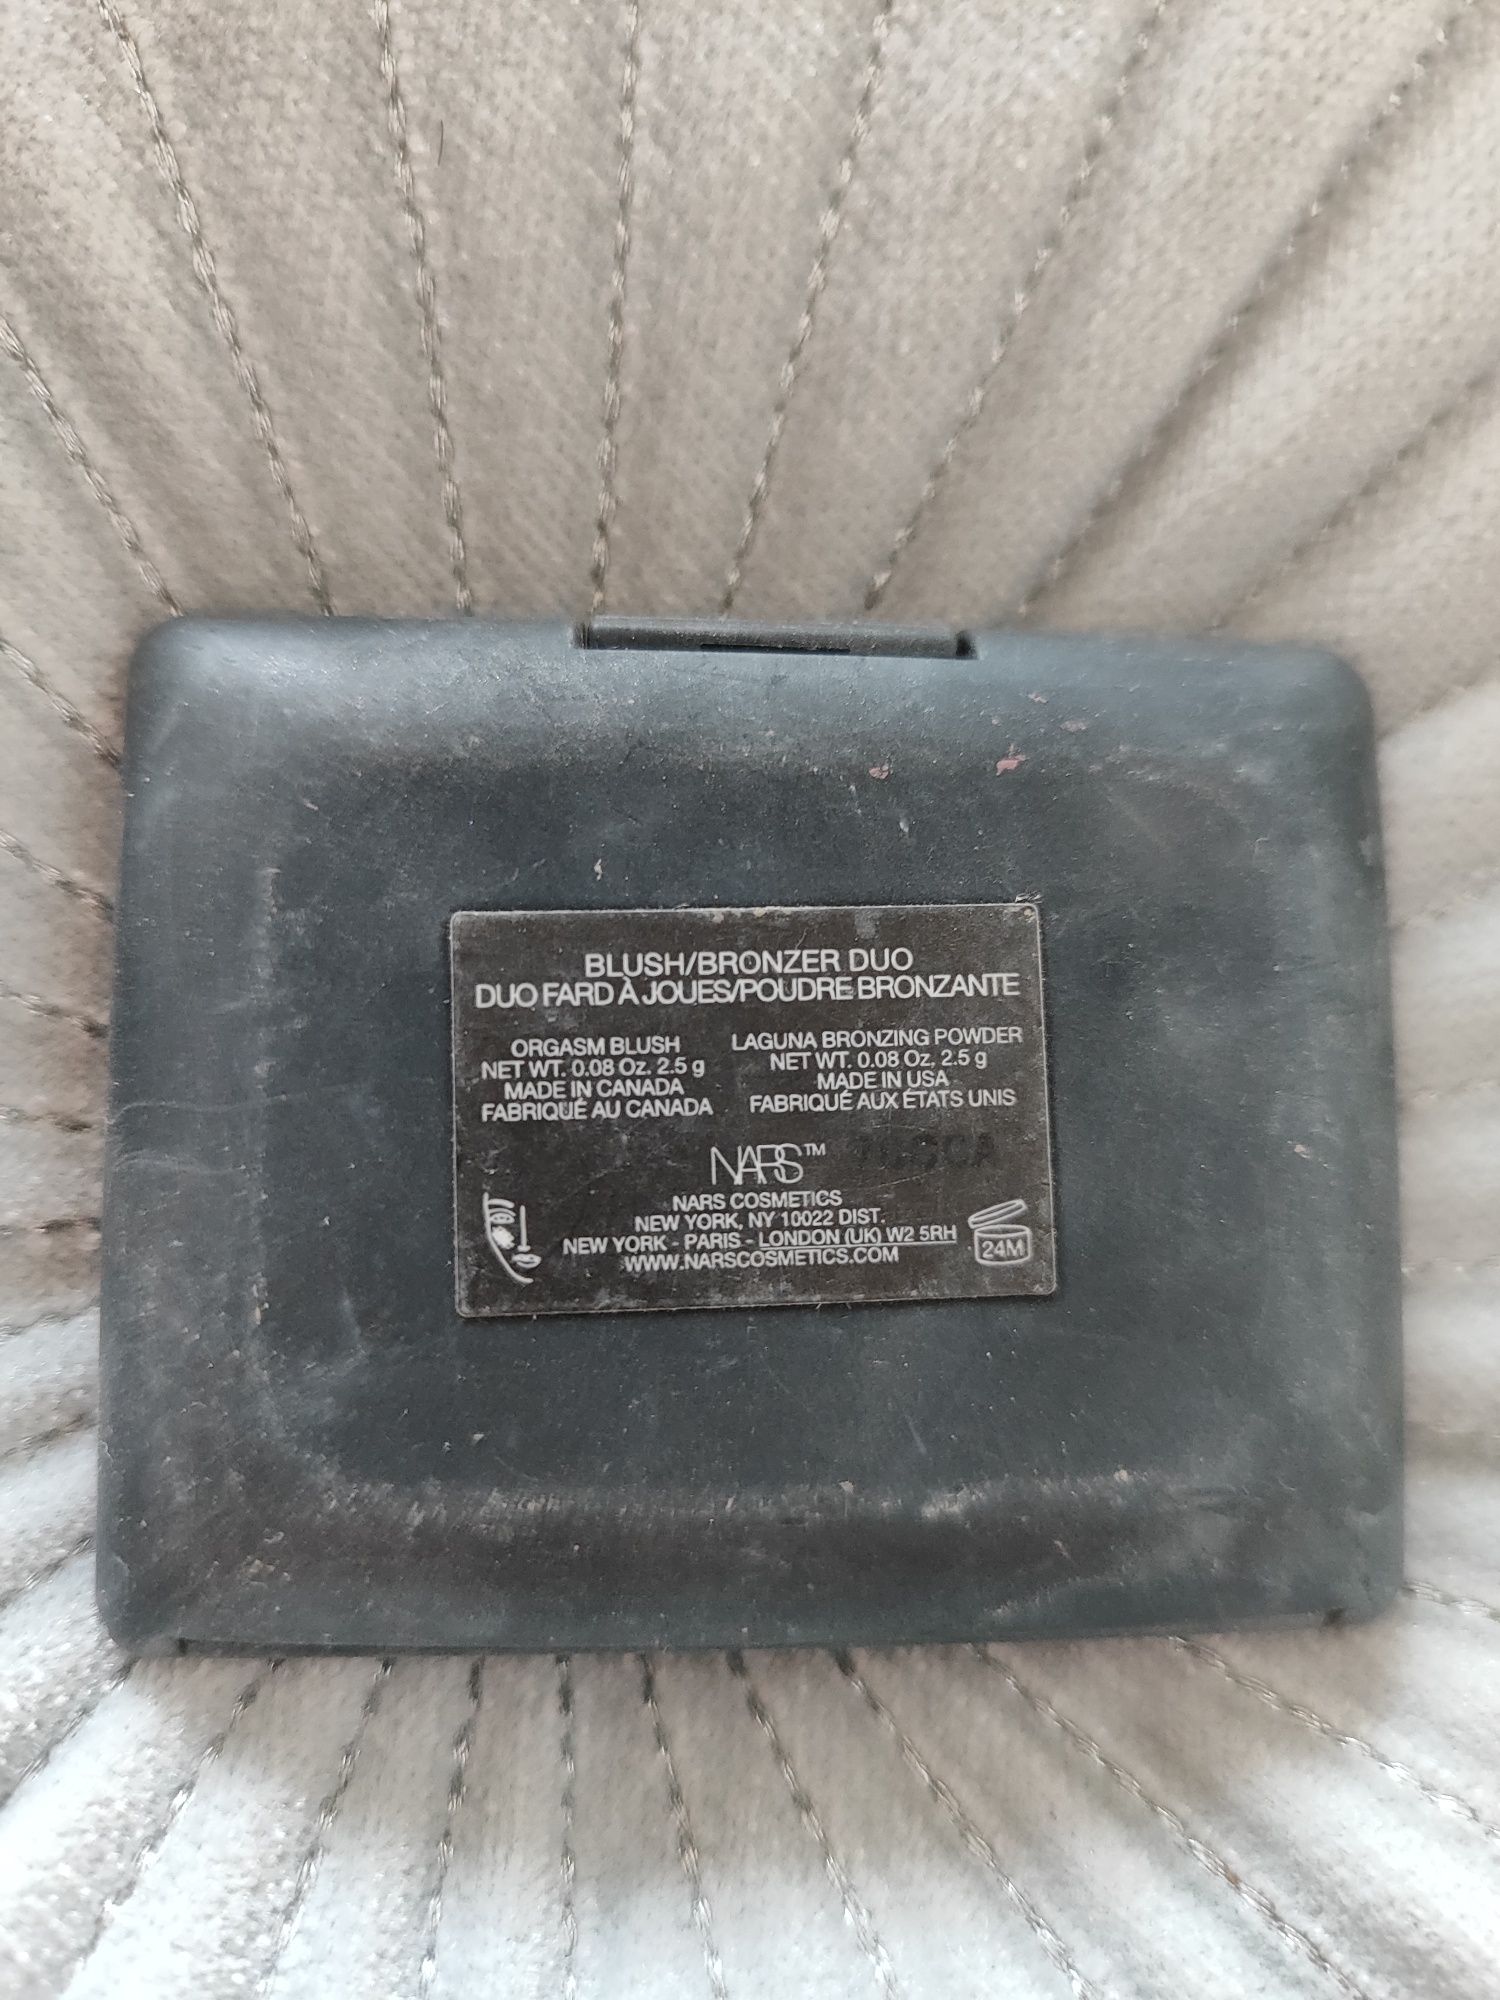 BLUSH/BRONZER DUO
DUO FARD À JOUES/POUDRE BRONZANTE
ORGASM BLUSH
NET WT. 0.08 Oz. 2.5 g
MADE IN CANADA
FABRIQUÉ AU CANADA
LAGUNA BRONZING POWDER
NET WT. 0.08 Oz. 2.5 g
MADE IN USA
FABRIQUÉ AUX ÉTATS UNIS
NARS™
NARS COSMETICS
NEW YORK, NY 10022 DIST.
NEW YORK - PARIS - LONDON (UK) W2 5RH
WWW.NARSCOSMETICS.COM
24M